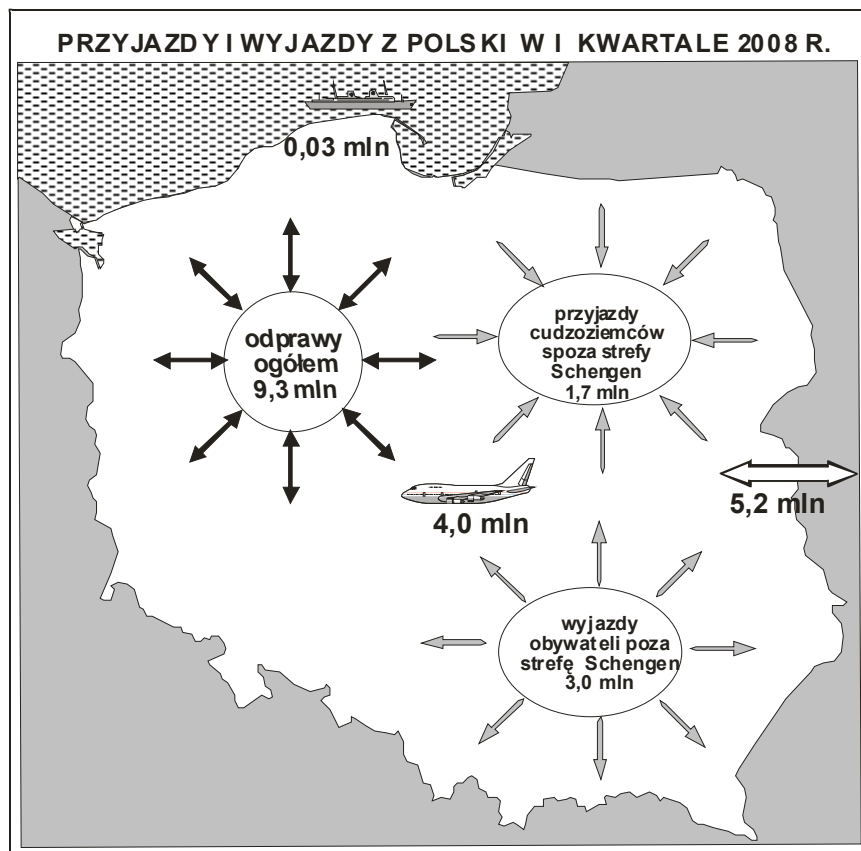 PRZYJAZDY I WYJAZDY Z POLSKI W I KWARTALE 2008 R.
0,03 mln
odprawy
ogółem
9,3 mln
przyjazdy
cudzoziemców
spoza strefy
Schengen
1,7 mln
4,0 mln
5,2 mln
wyjazdy
obywateli poza
strefę Schengen
3,0 mln